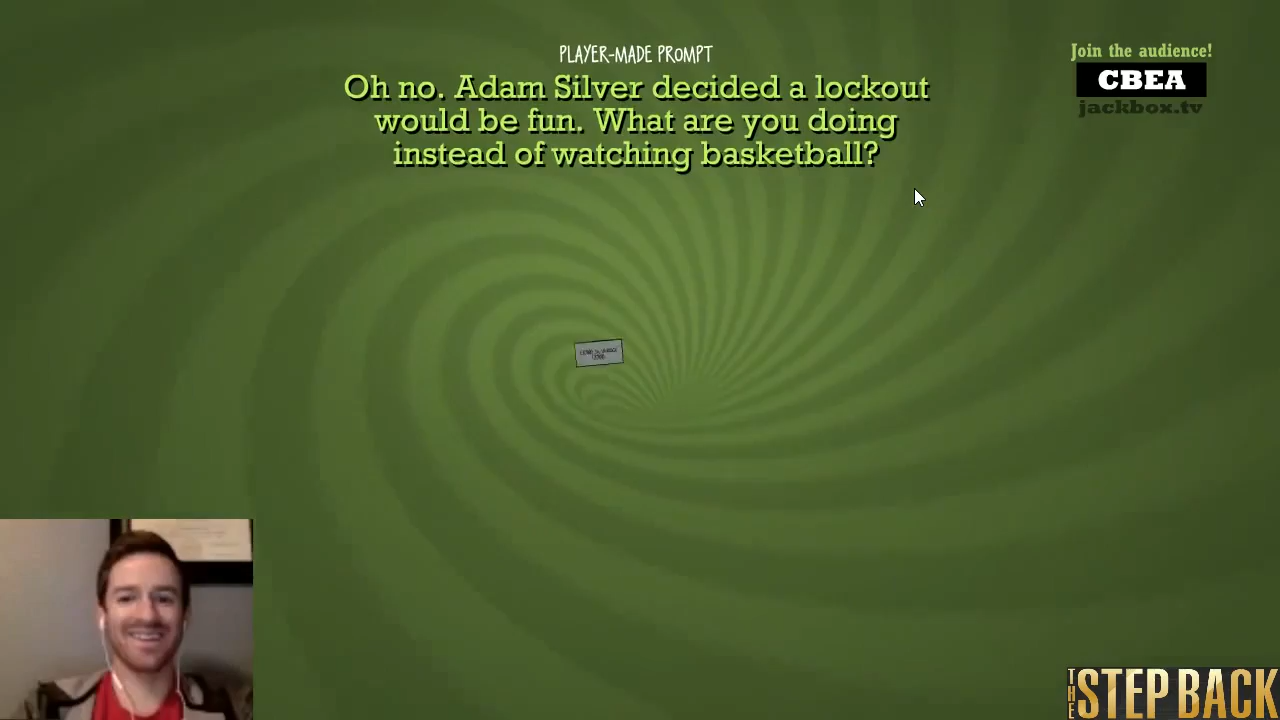 PLAYER-MADE PROMPT
Oh no. Adam Silver decided a lockout
would be fun. What are you doing
instead of watching basketball?
Join the audience!
CBEA
jackbox.tv
THE STEP BACK